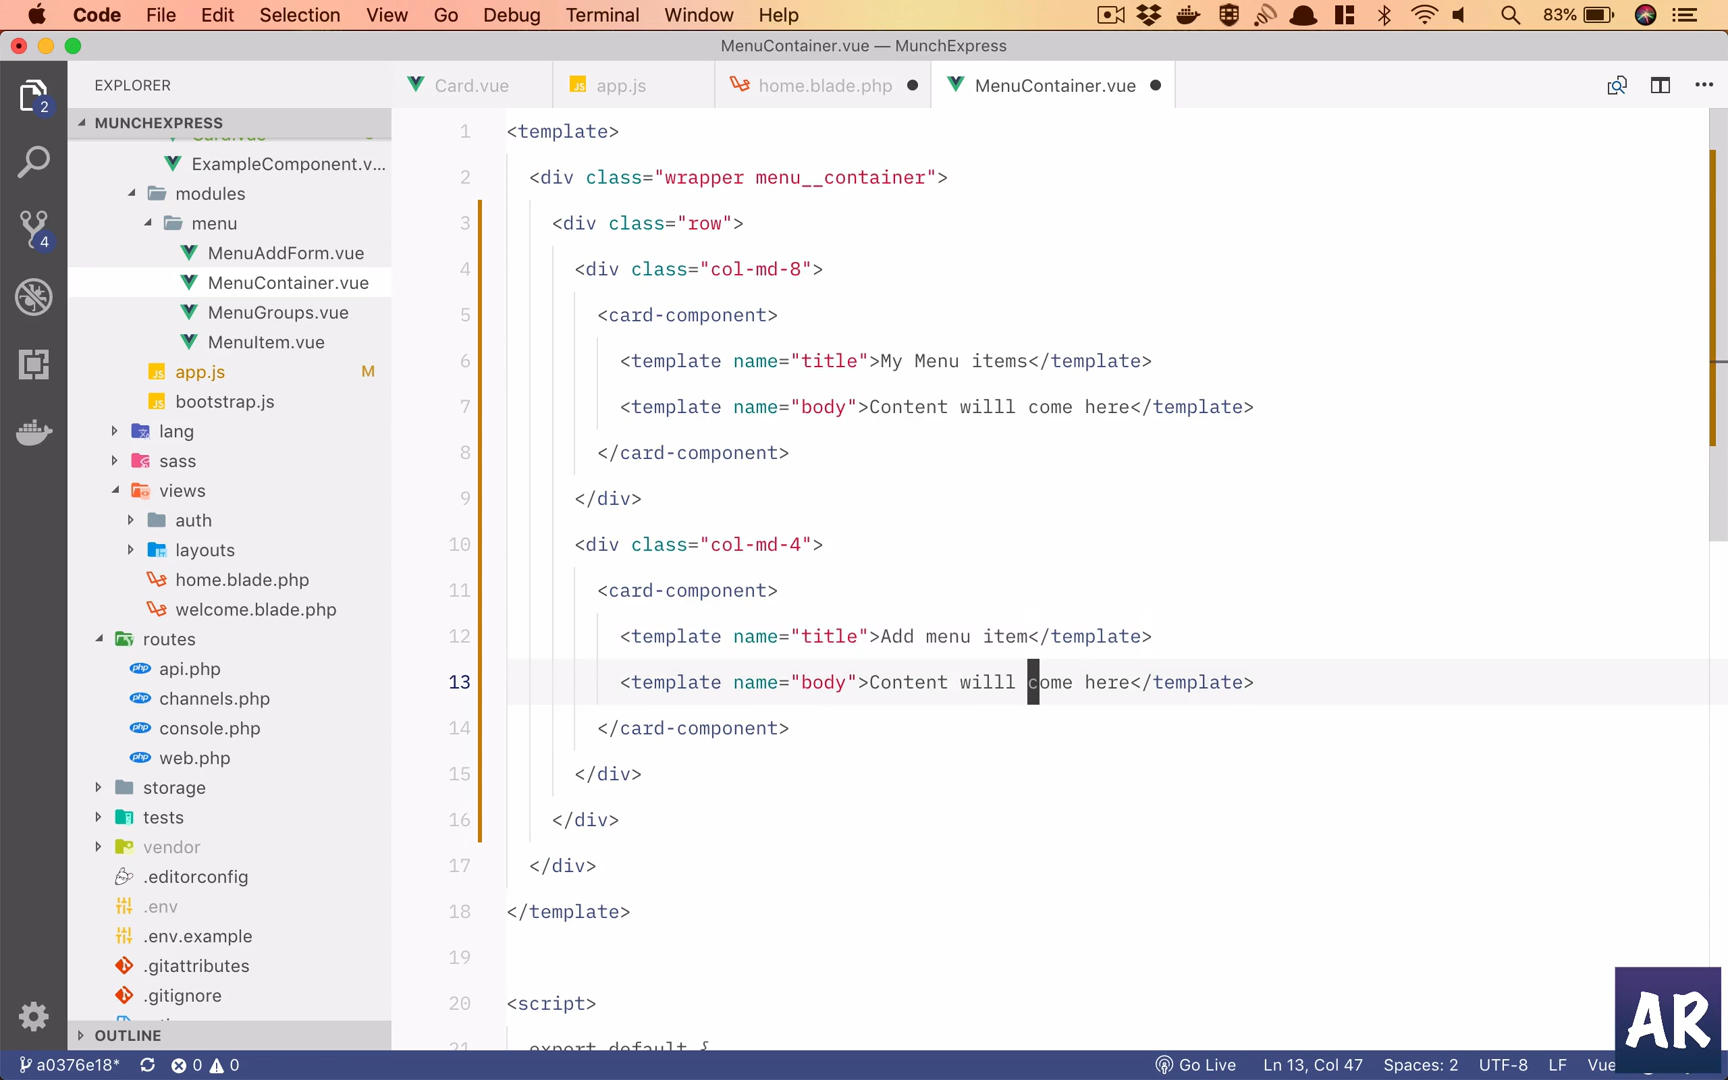 Code File Edit Selection View Go Debug Terminal Window Help 83%
MenuContainer.vue — MunchExpress
EXPLORER
Card.vue app.js home.blade.php MenuContainer.vue
2
4
MUNCHEXPRESS
Card.vue
ExampleComponent.v...
modules
menu
MenuAddForm.vue
MenuContainer.vue
MenuGroups.vue
MenuItem.vue
app.js M
bootstrap.js
lang
sass
views
auth
layouts
home.blade.php
welcome.blade.php
routes
api.php
channels.php
console.php
web.php
storage
tests
vendor
.editorconfig
.env
.env.example
.gitattributes
.gitignore
OUTLINE
1 <template>
2 <div class="wrapper menu__container">
3 <div class="row">
4 <div class="col-md-8">
5 <card-component>
6 <template name="title">My Menu items</template>
7 <template name="body">Content willl come here</template>
8 </card-component>
9 </div>
10 <div class="col-md-4">
11 <card-component>
12 <template name="title">Add menu item</template>
13 <template name="body">Content willl come here</template>
14 </card-component>
15 </div>
16 </div>
17 </div>
18 </template>
19
20 <script>
21 export default {
AR
a0376e18* 0 0 Go Live Ln 13, Col 47 Spaces: 2 UTF-8 LF Vue